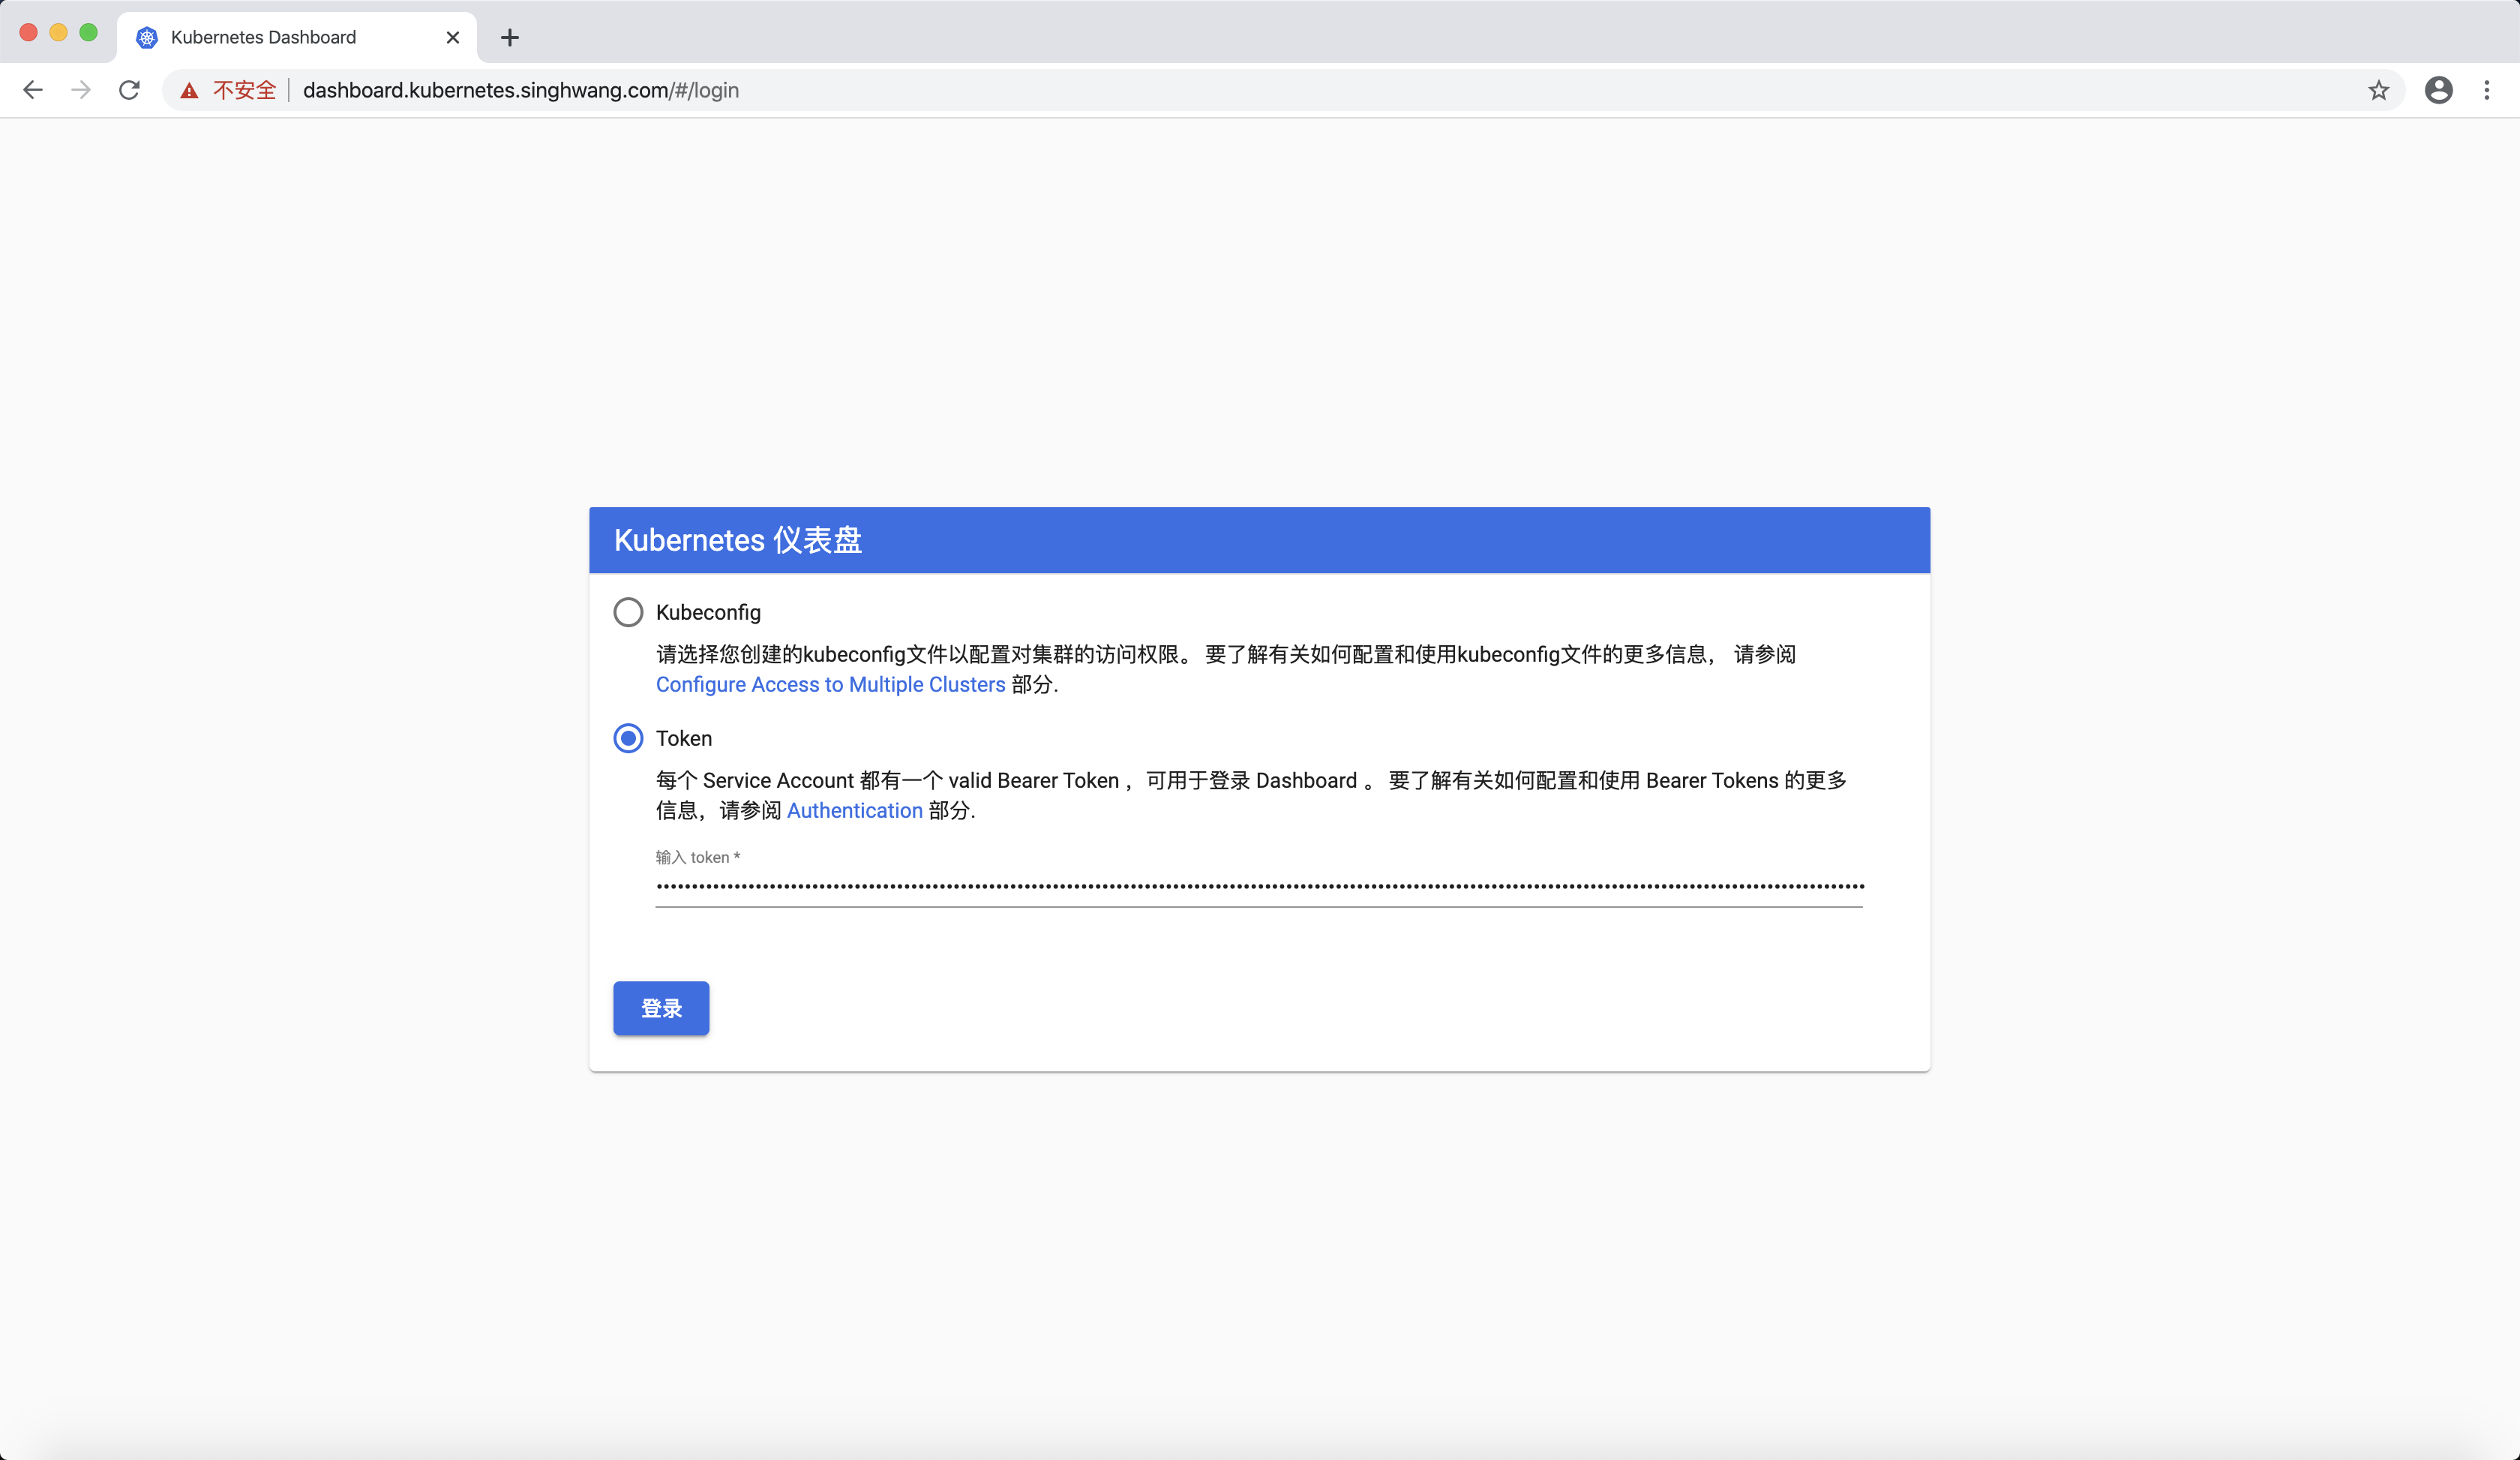 Kubernetes Dashboard
不安全 dashboard.kubernetes.singhwang.com/#/login
Kubernetes 仪表盘
Kubeconfig
请选择您创建的kubeconfig文件以配置对集群的访问权限。 要了解有关如何配置和使用kubeconfig文件的更多信息， 请参阅
Configure Access to Multiple Clusters 部分.
Token
每个 Service Account 都有一个 valid Bearer Token ，可用于登录 Dashboard 。 要了解有关如何配置和使用 Bearer Tokens 的更多
信息，请参阅 Authentication 部分.
输入 token *
登录